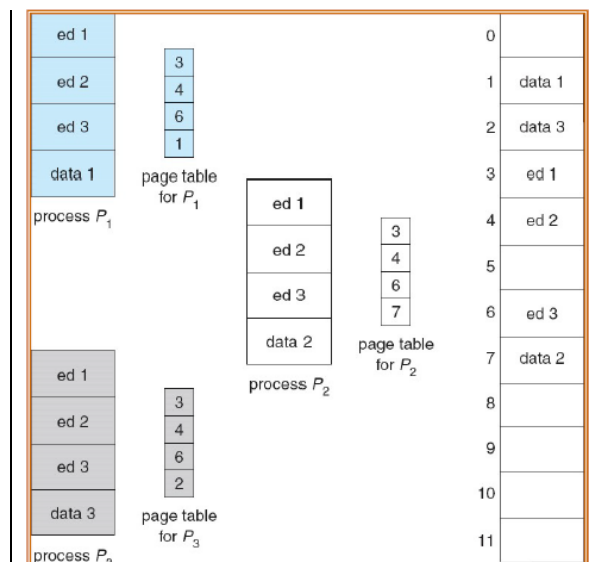 ed 1
ed 2
ed 3
data 1
process P1
3
4
6
1
page table
for P1
ed 1
ed 2
ed 3
data 2
process P2
3
4
6
7
page table
for P2
ed 1
ed 2
ed 3
data 3
process P3
3
4
6
2
page table
for P3
0
1 data 1
2 data 3
3 ed 1
4 ed 2
5
6 ed 3
7 data 2
8
9
10
11